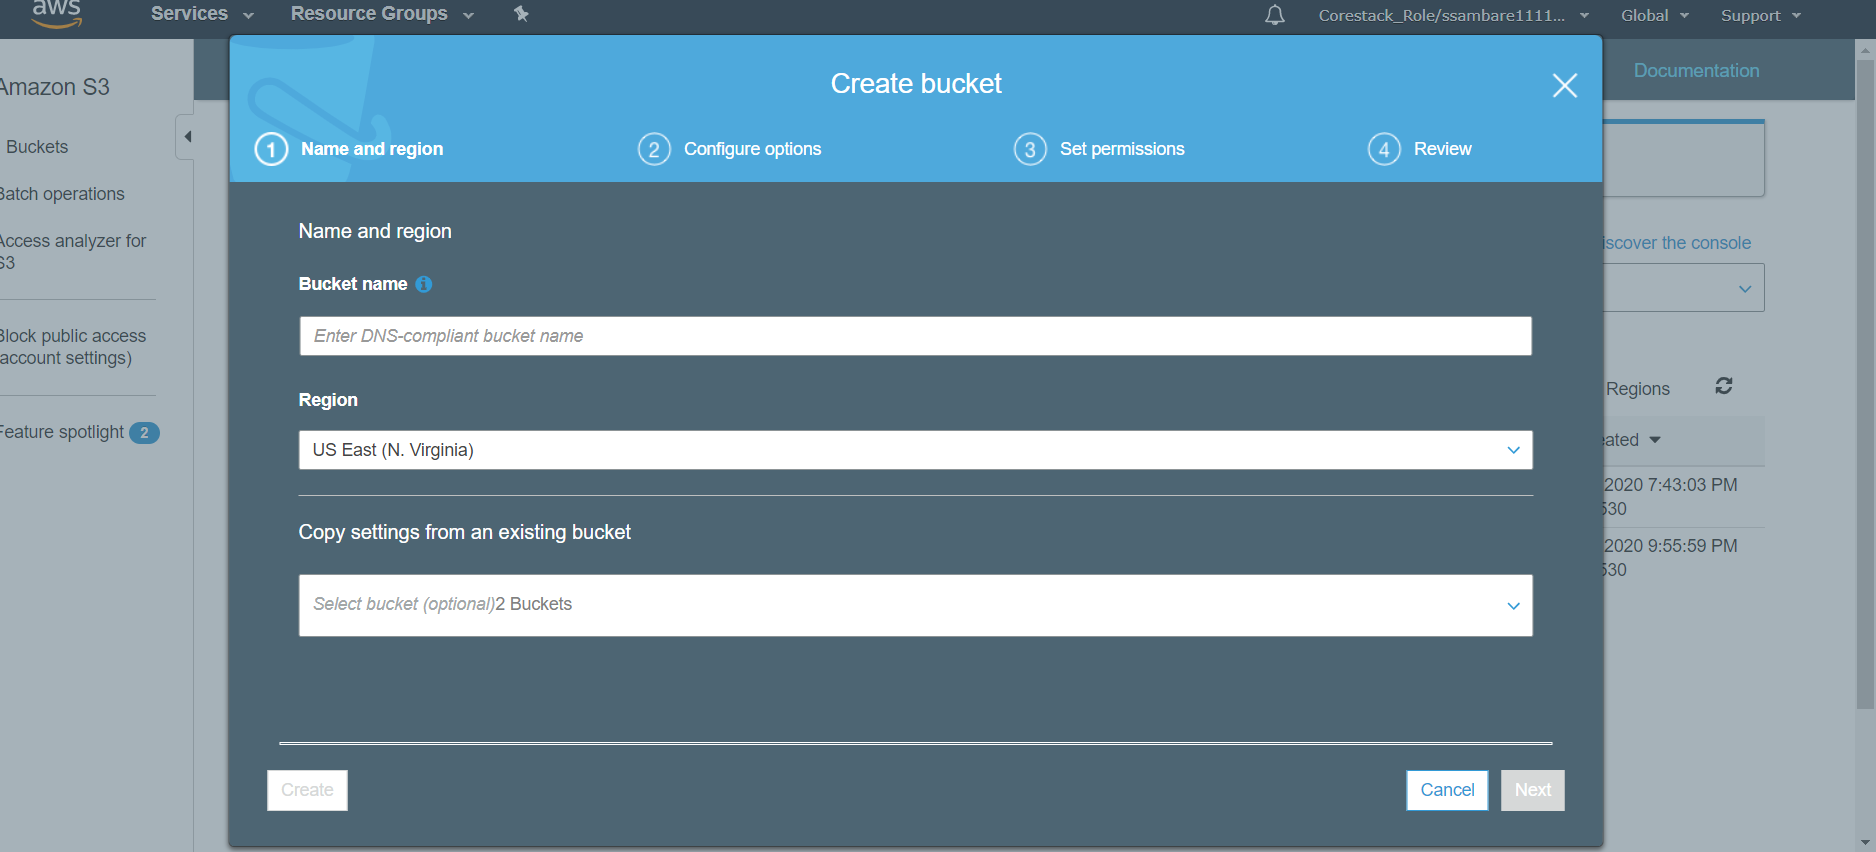 aws
Services
Resource Groups
Corestack_Role/ssambare1111...
Global
Support
Amazon S3
Buckets
Batch operations
Access analyzer for
S3
Block public access
account settings)
Feature spotlight 2
Documentation
Create bucket
1 Name and region
2 Configure options
3 Set permissions
4 Review
Name and region
Bucket name
Enter DNS-compliant bucket name
Region
US East (N. Virginia)
Copy settings from an existing bucket
Select bucket (optional)2 Buckets
Create
Cancel
Next
iscover the console
Regions
eated
2020 7:43:03 PM
530
2020 9:55:59 PM
530